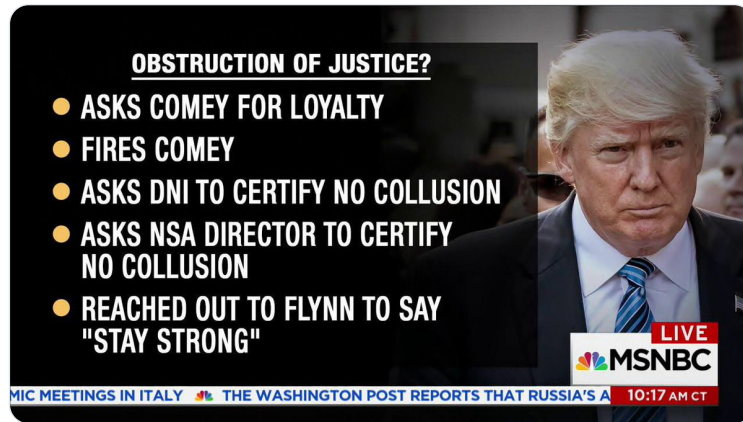 OBSTRUCTION OF JUSTICE?
ASKS COMEY FOR LOYALTY
FIRES COMEY
ASKS DNI TO CERTIFY NO COLLUSION
ASKS NSA DIRECTOR TO CERTIFY
NO COLLUSION
REACHED OUT TO FLYNN TO SAY
"STAY STRONG"
LIVE
MSNBC
MIC MEETINGS IN ITALY THE WASHINGTON POST REPORTS THAT RUSSIA'S A
10:17 AM CT